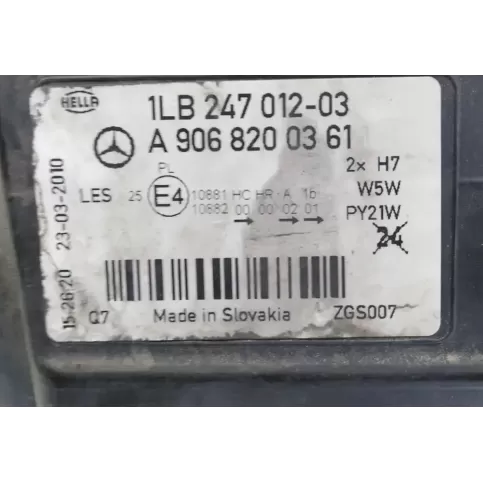 HELLA
1LB 247 012-03
A 906 820 03 61
2x H7
PL
LES 25 E4 10881 HC HR A 1b
W5W
10882 00 00 02 01
PY21W
24
15:26:20 23-03-2010
Q7 Made in Slovakia ZGS007